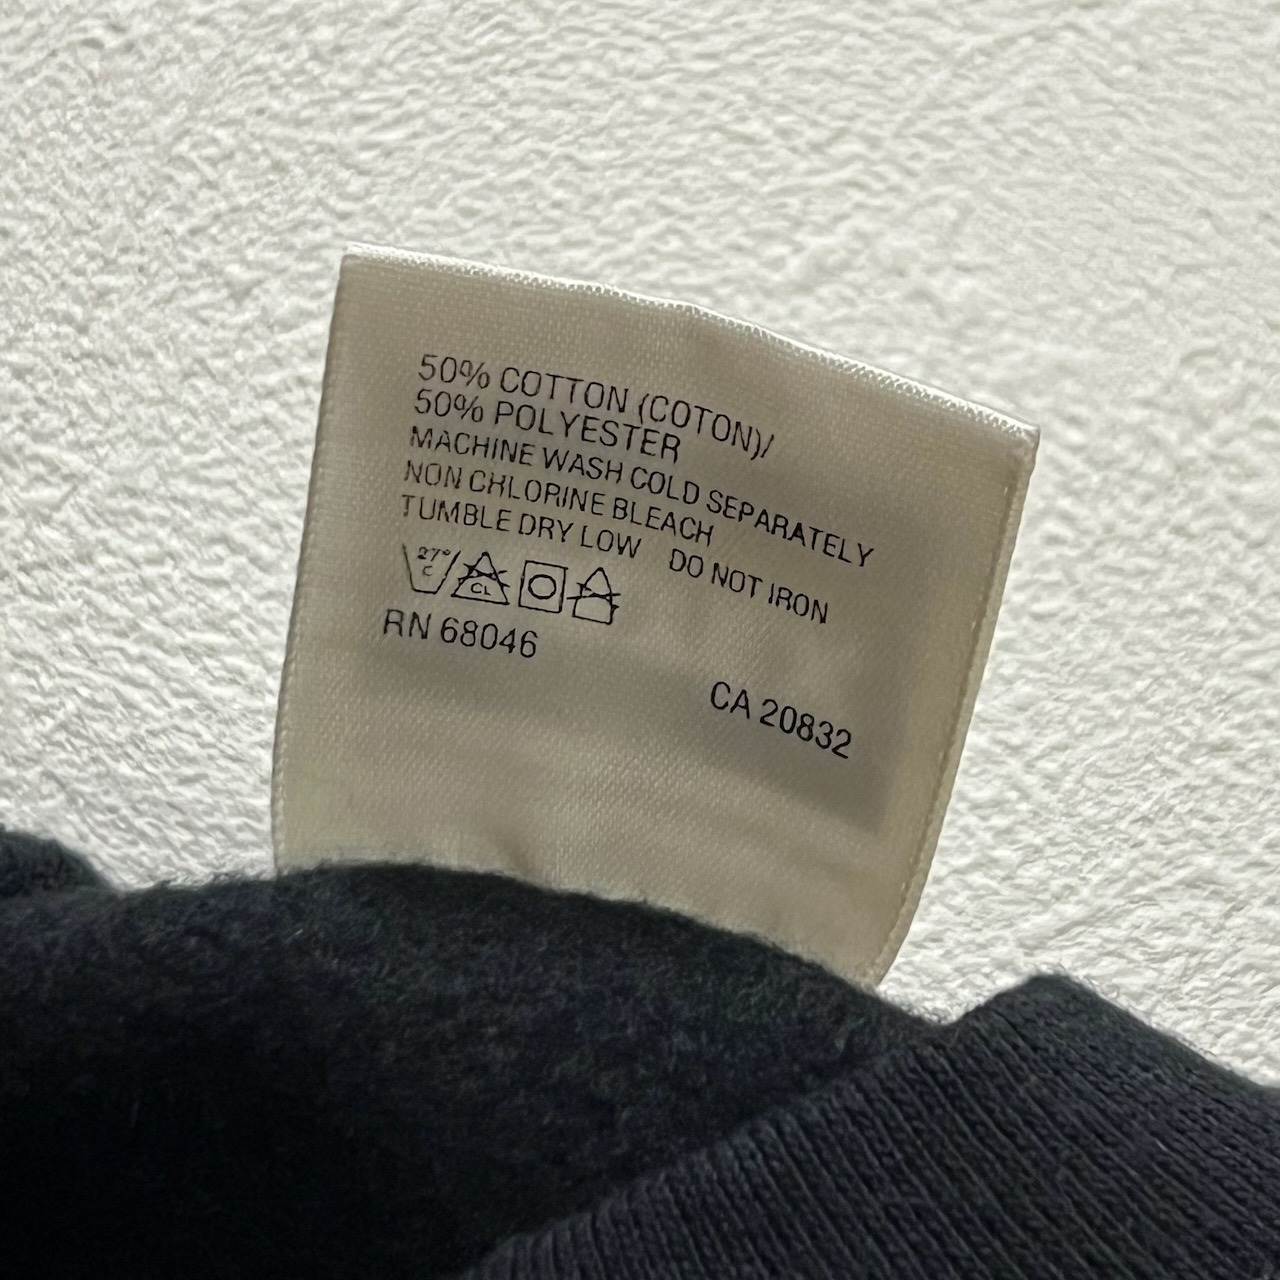 50% COTTON (COTON)/
50% POLYESTER
MACHINE WASH COLD SEPARATELY
NON CHLORINE BLEACH
TUMBLE DRY LOW DO NOT IRON
27° C CL
RN 68046
CA 20832